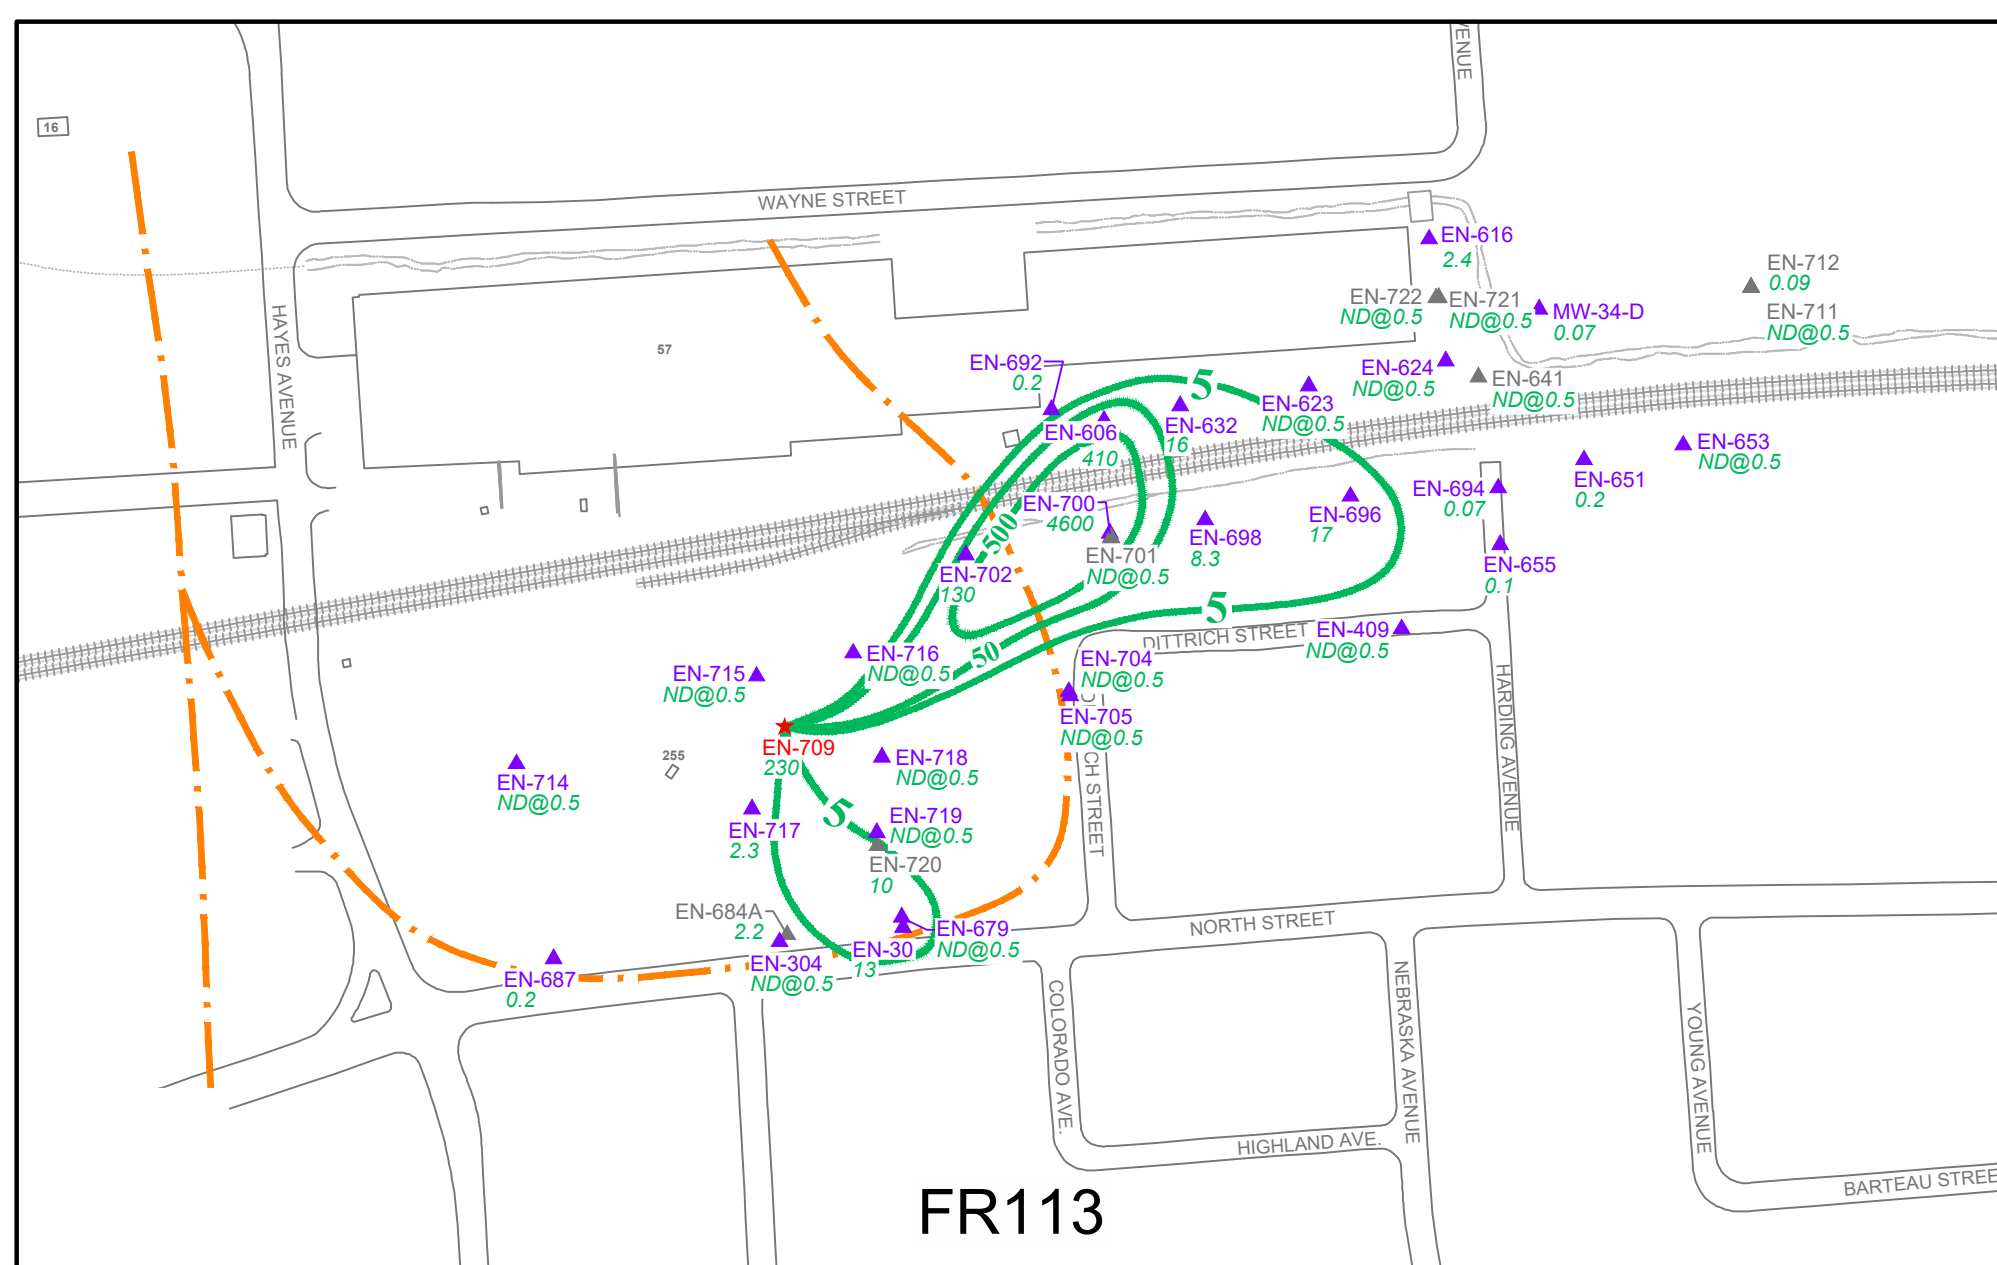 VENUE
16
WAYNE STREET
EN-616
2.4
EN-712
0.09
EN-722
ND@0.5
EN-721
ND@0.5
MW-34-D
0.07
EN-711
ND@0.5
HAYES AVENUE
57
EN-692
0.2
5
EN-624
ND@0.5
EN-641
ND@0.5
EN-623
ND@0.5
EN-606
410
EN-632
16
EN-653
ND@0.5
EN-651
0.2
EN-694
0.07
EN-700
4600
500
EN-696
17
EN-698
8.3
EN-701
ND@0.5
EN-702
130
EN-655
0.1
5
DITTRICH STREET
EN-409
ND@0.5
50
EN-716
ND@0.5
EN-715
ND@0.5
EN-704
ND@0.5
EN-705
ND@0.5
D
CH STREET
HARDING AVENUE
EN-709
230
255
EN-718
ND@0.5
EN-714
ND@0.5
5
EN-717
2.3
EN-719
ND@0.5
EN-720
10
EN-684A
2.2
EN-679
ND@0.5
EN-30
13
EN-304
ND@0.5
EN-687
0.2
NORTH STREET
COLORADO AVE.
NEBRASKA AVENUE
YOUNG AVENUE
HIGHLAND AVE.
BARTEAU STREE
FR113